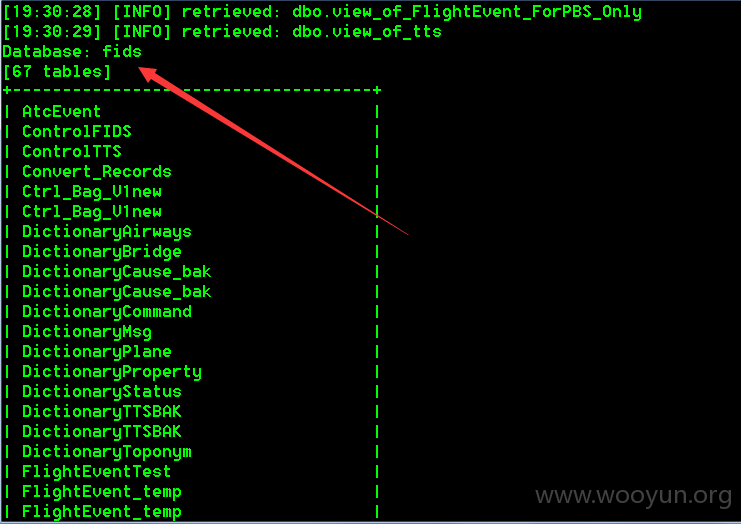 [19:30:28] [INFO] retrieved: dbo.view_of_FlightEvent_ForPBS_Only
[19:30:29] [INFO] retrieved: dbo.view_of_tts
Database: fids
[67 tables]
+------------------------------------+
| AtcEvent |
| ControlFIDS |
| ControlTTS |
| Convert_Records |
| Ctrl_Bag_V1new |
| Ctrl_Bag_V1new |
| DictionaryAirways |
| DictionaryBridge |
| DictionaryCause_bak |
| DictionaryCause_bak |
| DictionaryCommand |
| DictionaryMsg |
| DictionaryPlane |
| DictionaryProperty |
| DictionaryStatus |
| DictionaryTTSBAK |
| DictionaryTTSBAK |
| DictionaryToponym |
| FlightEventTest |
| FlightEvent_temp |
| FlightEvent_temp |
www.wooyun.org